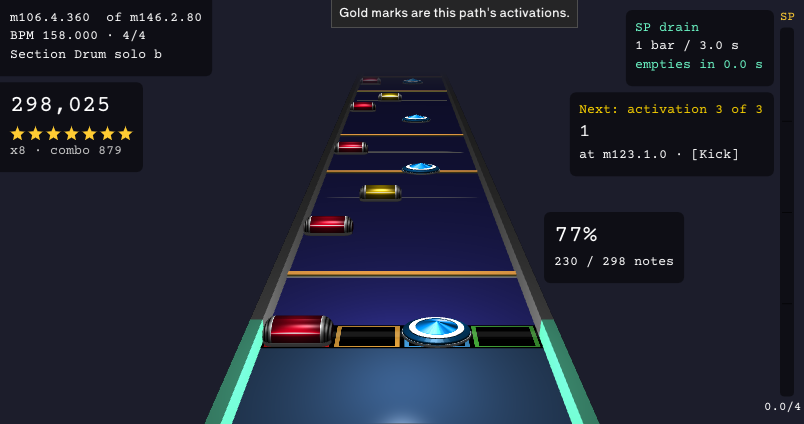 m106.4.360 of m146.2.80
BPM 158.000 · 4/4
Section Drum solo b
298,025
x8 · combo 879
Gold marks are this path's activations.
SP drain
1 bar / 3.0 s
empties in 0.0 s
Next: activation 3 of 3
1
at m123.1.0 · [Kick]
77%
230 / 298 notes
SP
0.0/4